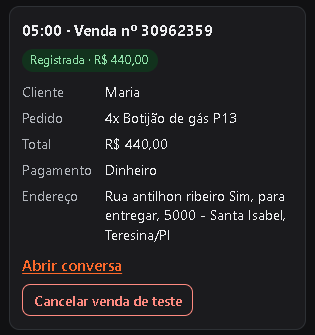 05:00 · Venda nº 30962359
Registrada · R$ 440,00
Cliente Maria
Pedido 4x Botijão de gás P13
Total R$ 440,00
Pagamento Dinheiro
Endereço Rua antilhon ribeiro Sim, para
entregar, 5000 - Santa Isabel,
Teresina/PI
Abrir conversa
Cancelar venda de teste